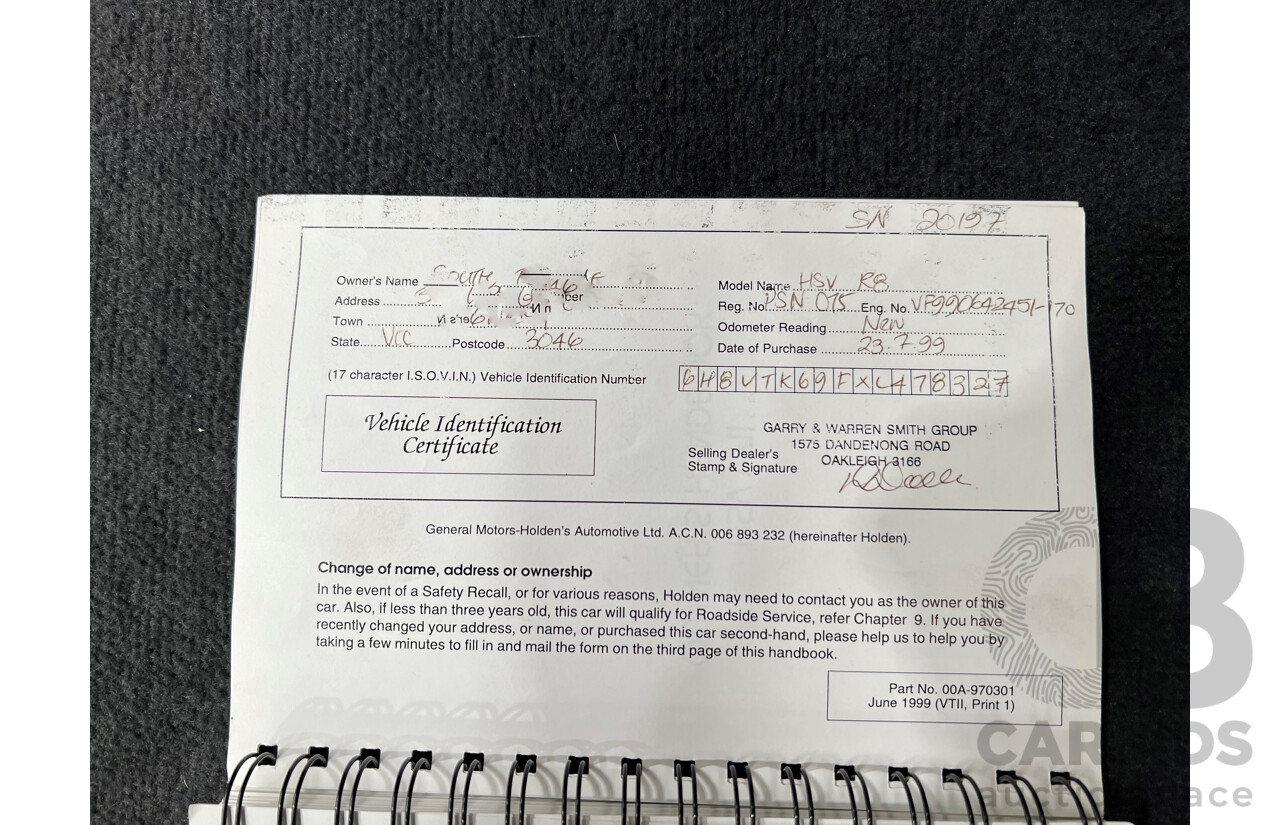 SN 20197
Owner's Name South
Model Name HSV R8
Address
Reg. No. PSN 075 Eng. No. VF990642451-170
Town
Odometer Reading New
State Vcc Postcode 3046
Date of Purchase 23.7.99
(17 character I.S.O.V.I.N.) Vehicle Identification Number 6H8VTK69FXL478327
Vehicle Identification
Certificate
GARRY & WARREN SMITH GROUP
1575 DANDENONG ROAD
OAKLEIGH 3166
Selling Dealer's
Stamp & Signature
General Motors-Holden's Automotive Ltd. A.C.N. 006 893 232 (hereinafter Holden).
Change of name, address or ownership
In the event of a Safety Recall, or for various reasons, Holden may need to contact you as the owner of this
car. Also, if less than three years old, this car will qualify for Roadside Service, refer Chapter 9. If you have
recently changed your address, or name, or purchased this car second-hand, please help us to help you by
taking a few minutes to fill in and mail the form on the third page of this handbook.
Part No. 00A-970301
June 1999 (VTII, Print 1)